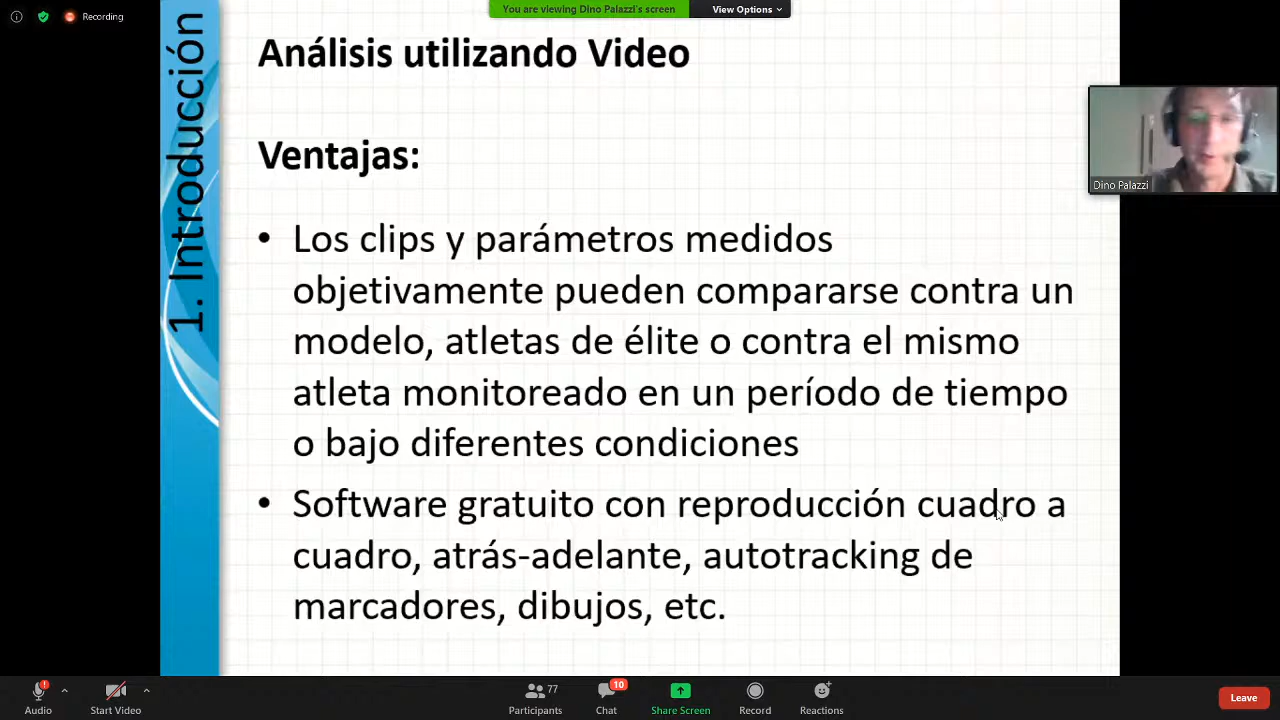 Recording
You are viewing Dino Palazzi's screen
View Options
1. Introducción
Análisis utilizando Video
Ventajas:
• Los clips y parámetros medidos
objetivamente pueden compararse contra un
modelo, atletas de élite o contra el mismo
atleta monitoreado en un período de tiempo
o bajo diferentes condiciones
• Software gratuito con reproducción cuadro a
cuadro, atrás-adelante, autotracking de
marcadores, dibujos, etc.
Dino Palazzi
Audio
Start Video
77
Participants
10
Chat
Share Screen
Record
Reactions
Leave